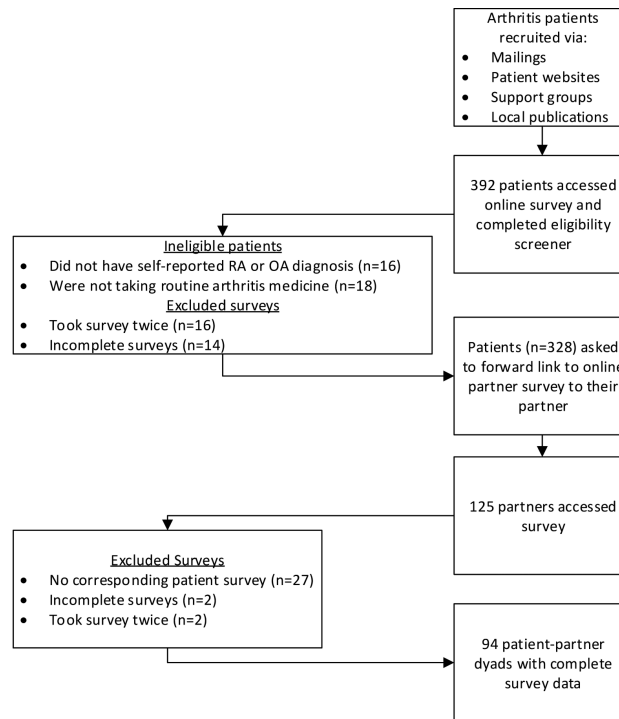 Arthritis patients
recruited via:
• Mailings
• Patient websites
• Support groups
• Local publications
392 patients accessed
online survey and
completed eligibility
screener
Ineligible patients
• Did not have self-reported RA or OA diagnosis (n=16)
• Were not taking routine arthritis medicine (n=18)
Excluded surveys
• Took survey twice (n=16)
• Incomplete surveys (n=14)
Patients (n=328) asked
to forward link to online
partner survey to their
partner
125 partners accessed
survey
Excluded Surveys
• No corresponding patient survey (n=27)
• Incomplete surveys (n=2)
• Took survey twice (n=2)
94 patient-partner
dyads with complete
survey data